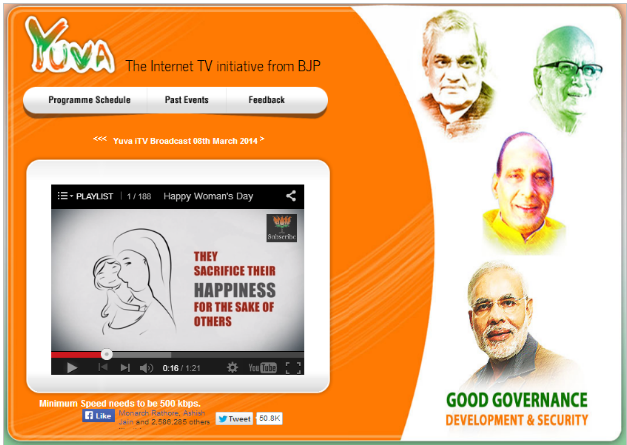 YUVA The Internet TV initiative from BJP
Programme Schedule Past Events Feedback
<<< Yuva iTV Broadcast 08th March 2014 >
PLAYLIST 1 / 188 Happy Woman's Day
Subscribe
THEY
SACRIFICE THEIR
HAPPINESS
FOR THE SAKE OF
OTHERS
0:16 / 1:21 YouTube
Minimum Speed needs to be 500 kbps.
Like Monarch Rathore, Ashish
Jain and 2,586,285 others
Tweet 50.8K
GOOD GOVERNANCE
DEVELOPMENT & SECURITY